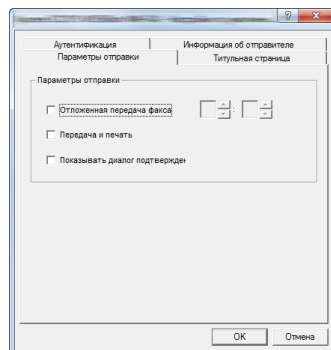 Аутентификация
Информация об отправителе
Параметры отправки
Титульная страница
Параметры отправки
Отложенная передача факса
:
Передача и печать
Показывать диалог подтвержден
OK
Отмена